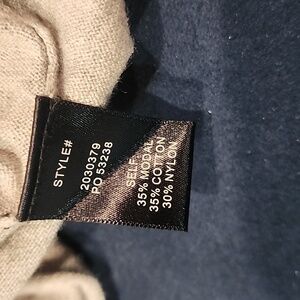 STYLE#
2030379
PO 53238
SELF
35% MODAL
35% COTTON
30% NYLON